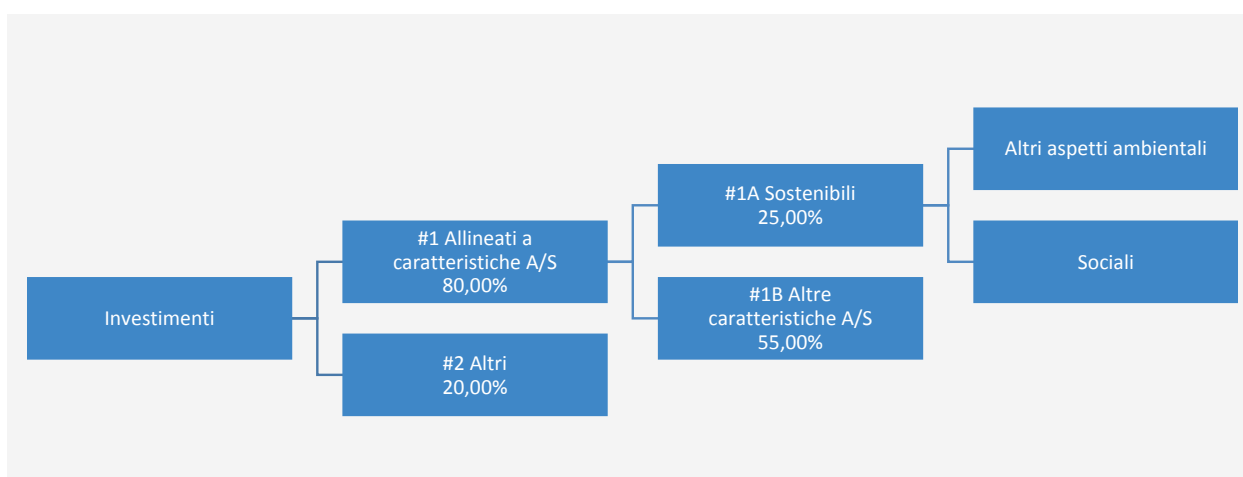 Investimenti
#1 Allineati a
caratteristiche A/S
80,00%
#2 Altri
20,00%
#1A Sostenibili
25,00%
#1B Altre
caratteristiche A/S
55,00%
Altri aspetti ambientali
Sociali